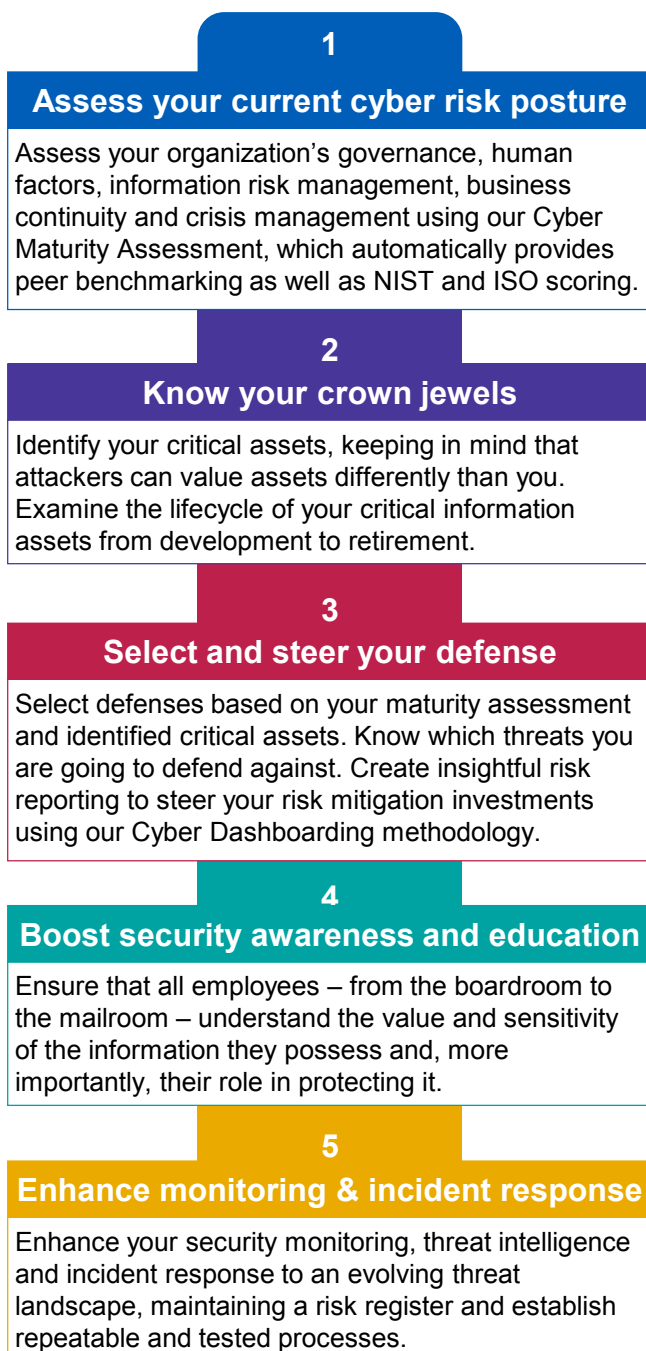 1
Assess your current cyber risk posture
Assess your organization’s governance, human
factors, information risk management, business
continuity and crisis management using our Cyber
Maturity Assessment, which automatically provides
peer benchmarking as well as NIST and ISO scoring.
2
Know your crown jewels
Identify your critical assets, keeping in mind that
attackers can value assets differently than you.
Examine the lifecycle of your critical information
assets from development to retirement.
3
Select and steer your defense
Select defenses based on your maturity assessment
and identified critical assets. Know which threats you
are going to defend against. Create insightful risk
reporting to steer your risk mitigation investments
using our Cyber Dashboarding methodology.
4
Boost security awareness and education
Ensure that all employees – from the boardroom to
the mailroom – understand the value and sensitivity
of the information they possess and, more
importantly, their role in protecting it.
5
Enhance monitoring & incident response
Enhance your security monitoring, threat intelligence
and incident response to an evolving threat
landscape, maintaining a risk register and establish
repeatable and tested processes.